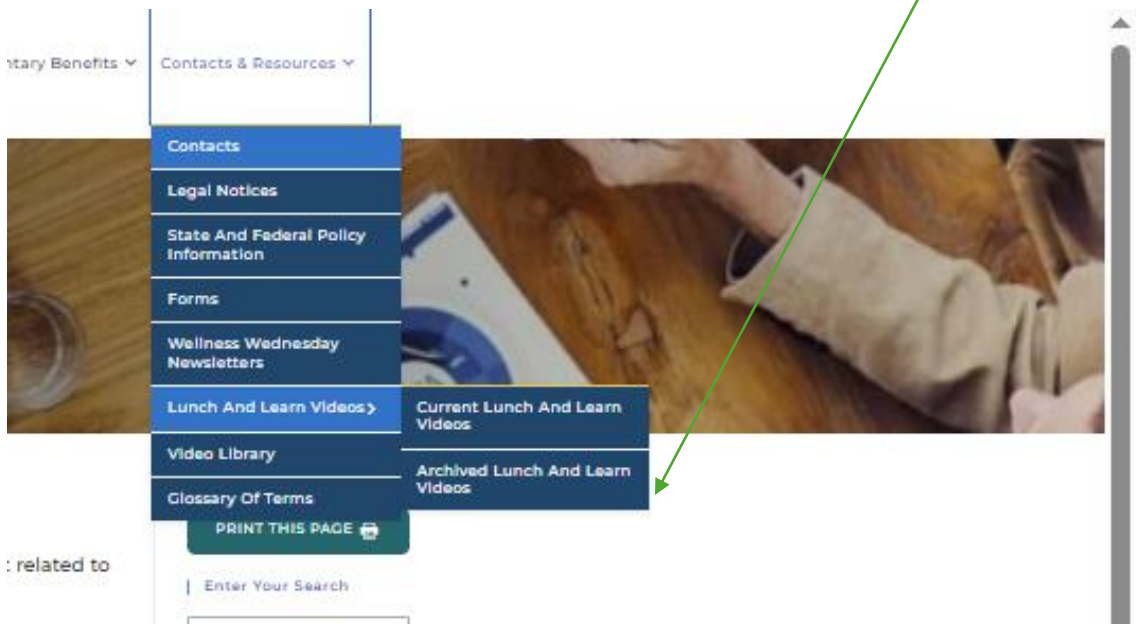 ntary Benefits
Contacts & Resources
Contacts
Legal Notices
State And Federal Policy
Information
Forms
Wellness Wednesday
Newsletters
Lunch And Learn Videos
Current Lunch And Learn
Videos
Archived Lunch And Learn
Videos
Video Library
Glossary Of Terms
PRINT THIS PAGE
related to
Enter Your Search